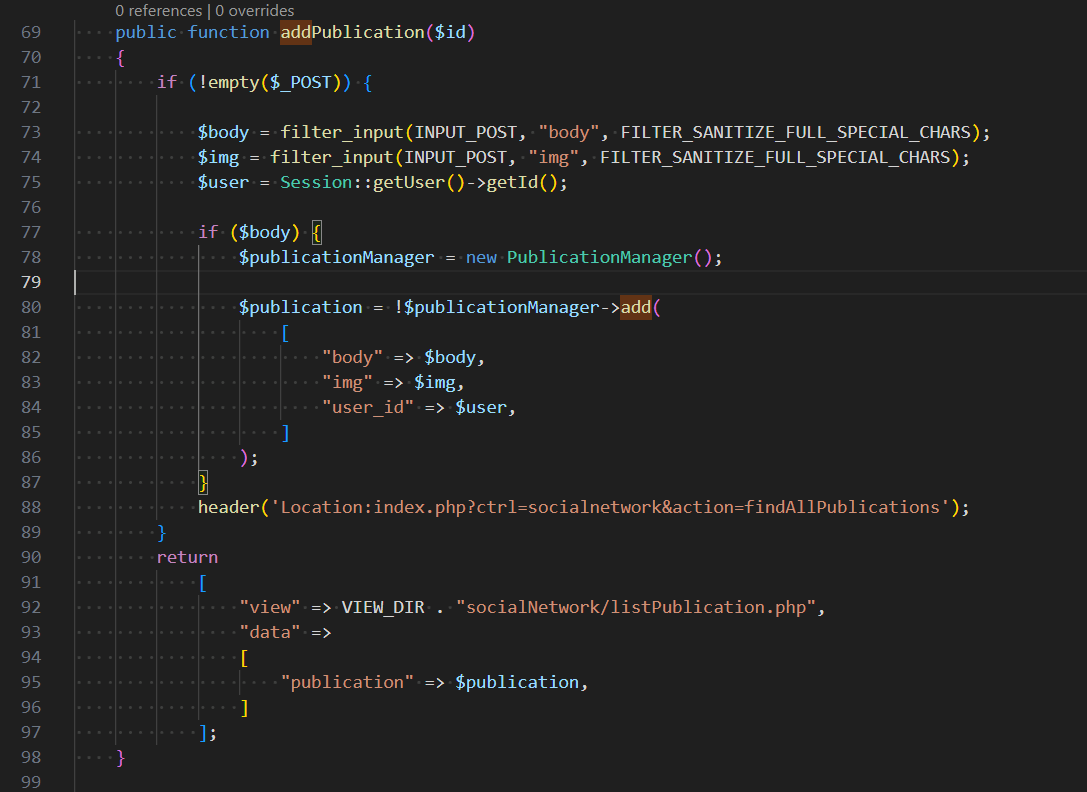 0 references | 0 overrides
69 public function addPublication($id)
70 {
71 if (!empty($_POST)) {
72
73 $body = filter_input(INPUT_POST, "body", FILTER_SANITIZE_FULL_SPECIAL_CHARS);
74 $img = filter_input(INPUT_POST, "img", FILTER_SANITIZE_FULL_SPECIAL_CHARS);
75 $user = Session::getUser()->getId();
76
77 if ($body) {
78 $publicationManager = new PublicationManager();
79
80 $publication = !$publicationManager->add(
81 [
82 "body" => $body,
83 "img" => $img,
84 "user_id" => $user,
85 ]
86 );
87 }
88 header('Location:index.php?ctrl=socialnetwork&action=findAllPublications');
89 }
90 return
91 [
92 "view" => VIEW_DIR . "socialNetwork/listPublication.php",
93 "data" =>
94 [
95 "publication" => $publication,
96 ]
97 ];
98 }
99